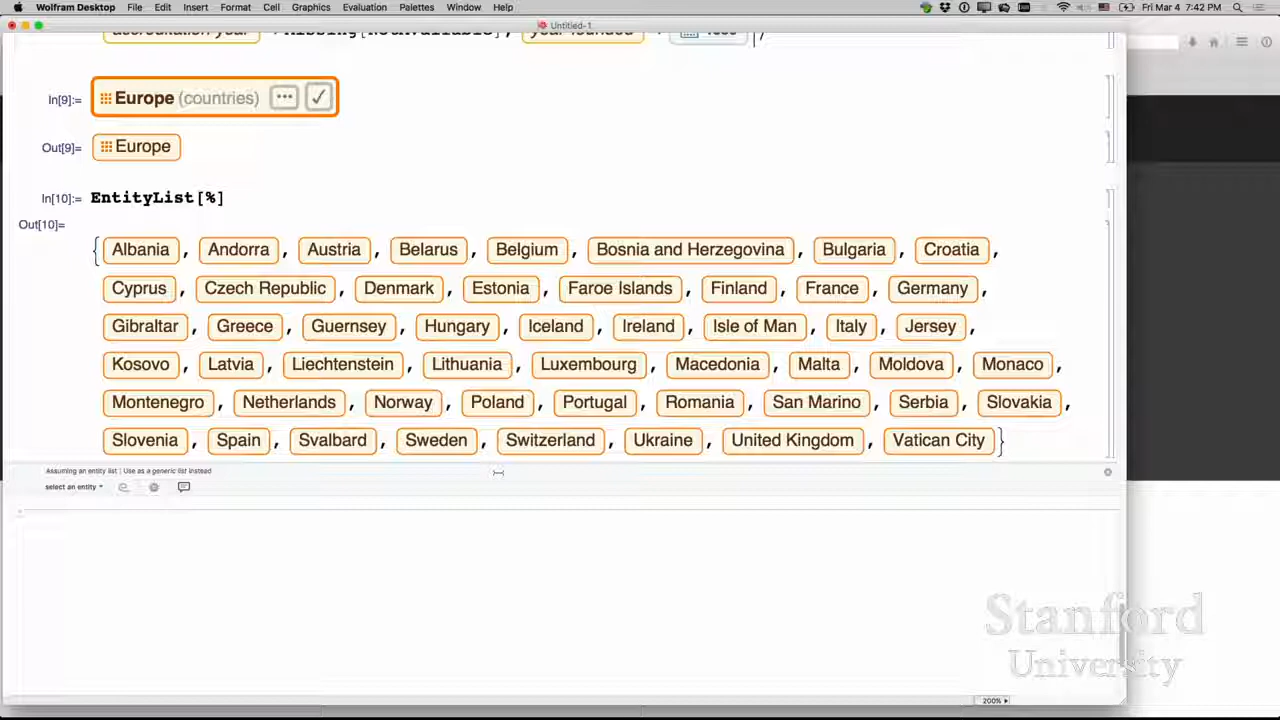 Wolfram Desktop File Edit Insert Format Cell Graphics Evaluation Palettes Window Help Fri Mar 4 7:42 PM
Untitled-1
In[9]:= Europe (countries) ••• ✓
Out[9]= Europe
In[10]:= EntityList[%]
Out[10]=
{ Albania , Andorra , Austria , Belarus , Belgium , Bosnia and Herzegovina , Bulgaria , Croatia ,
Cyprus , Czech Republic , Denmark , Estonia , Faroe Islands , Finland , France , Germany ,
Gibraltar , Greece , Guernsey , Hungary , Iceland , Ireland , Isle of Man , Italy , Jersey ,
Kosovo , Latvia , Liechtenstein , Lithuania , Luxembourg , Macedonia , Malta , Moldova , Monaco ,
Montenegro , Netherlands , Norway , Poland , Portugal , Romania , San Marino , Serbia , Slovakia ,
Slovenia , Spain , Svalbard , Sweden , Switzerland , Ukraine , United Kingdom , Vatican City }
Assuming an entity list | Use as a generic list instead
select an entity
Stanford
University
200%